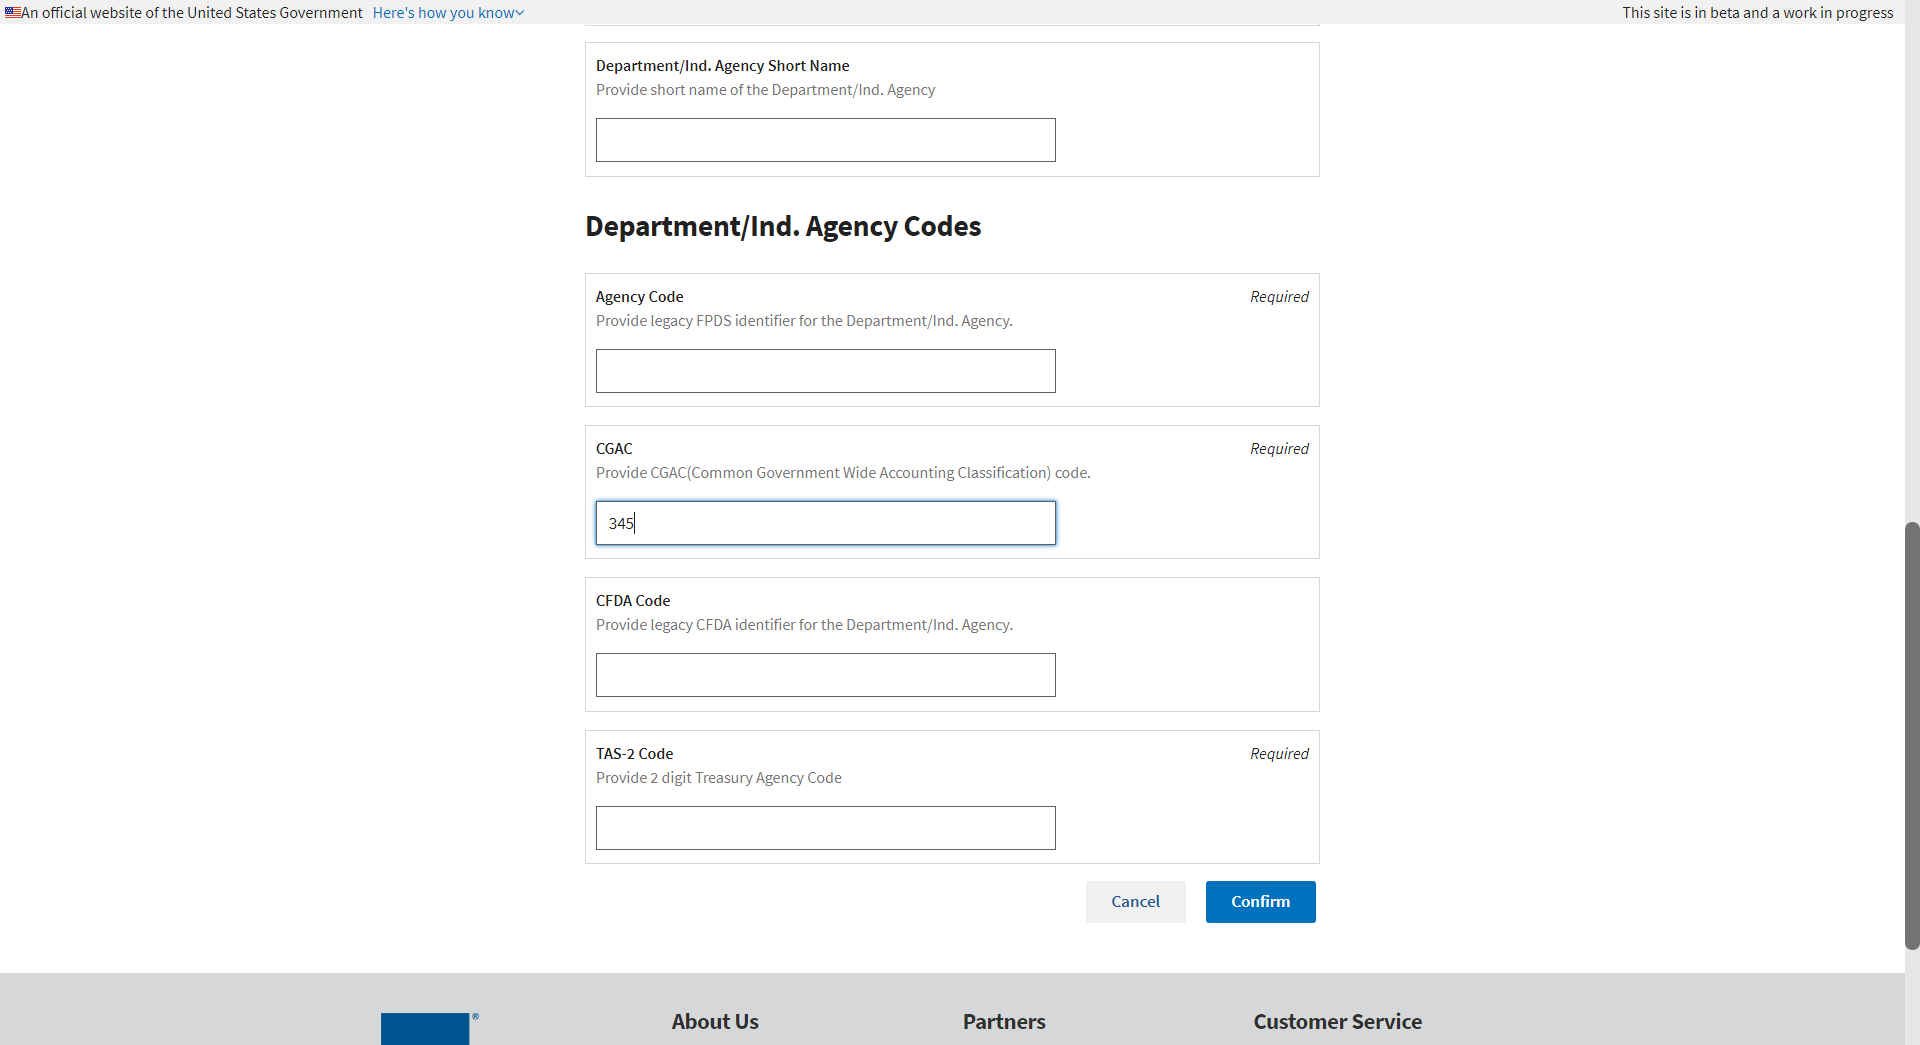 An official website of the United States Government Here's how you know
This site is in beta and a work in progress
Department/Ind. Agency Short Name
Provide short name of the Department/Ind. Agency
Department/Ind. Agency Codes
Agency Code Required
Provide legacy FPDS identifier for the Department/Ind. Agency.
CGAC Required
Provide CGAC(Common Government Wide Accounting Classification) code.
345
CFDA Code
Provide legacy CFDA identifier for the Department/Ind. Agency.
TAS-2 Code Required
Provide 2 digit Treasury Agency Code
Cancel Confirm
® About Us Partners Customer Service